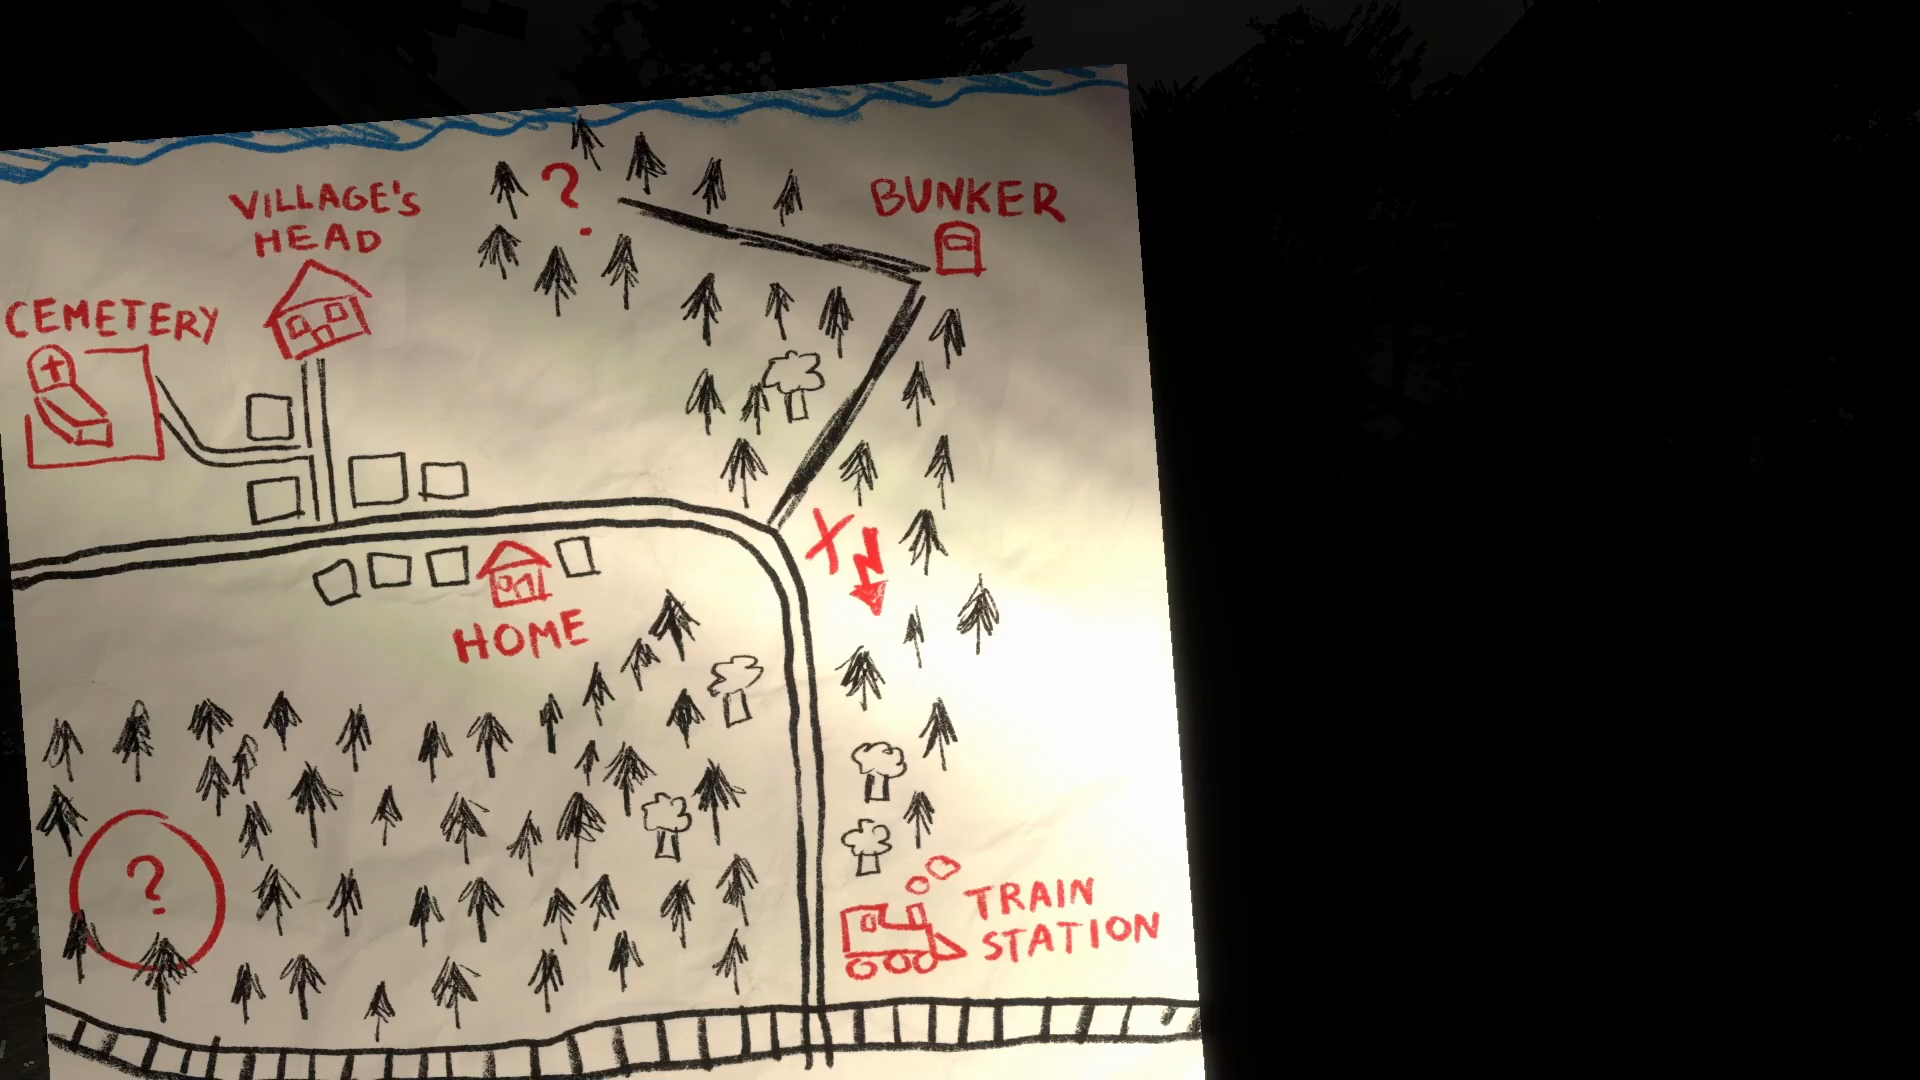 VILLAGE'S
HEAD
?
BUNKER
CEMETERY
X
HOME
?
TRAIN
STATION